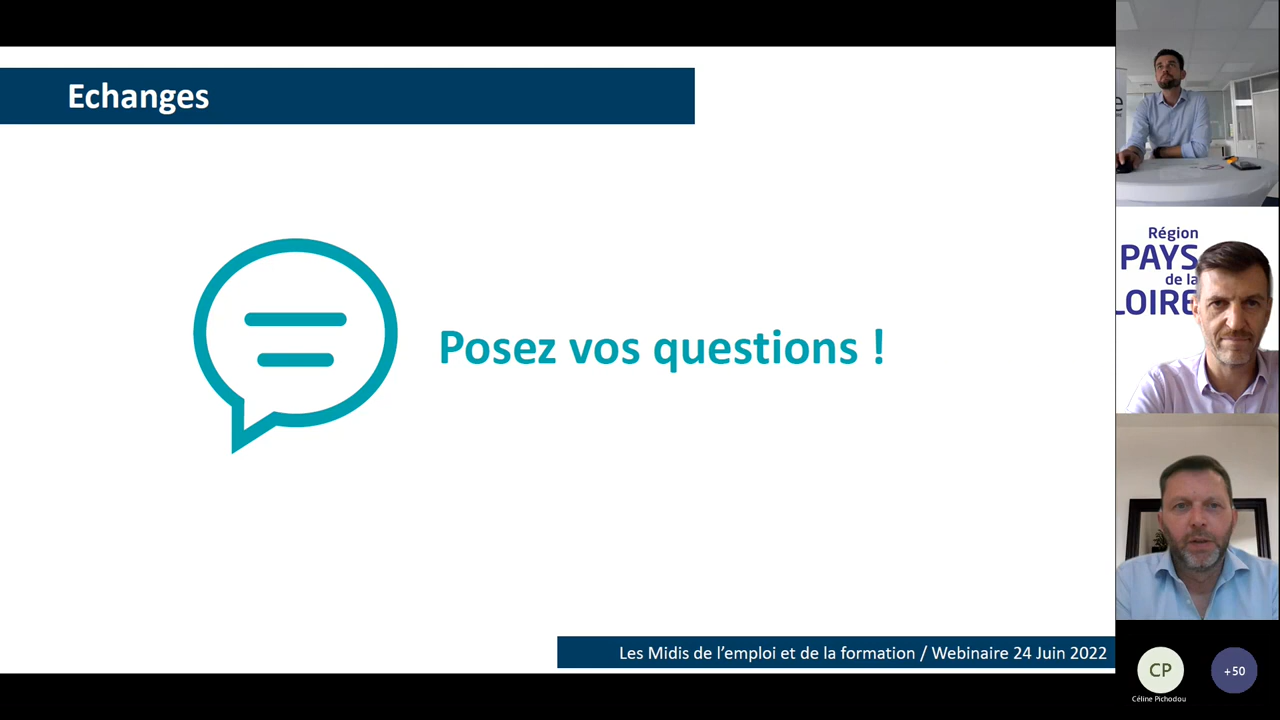 Echanges
Posez vos questions !
Les Midis de l'emploi et de la formation / Webinaire 24 Juin 2022
e
Région
PAYS
de la
LOIRE
CP
+50
Céline Pichodou